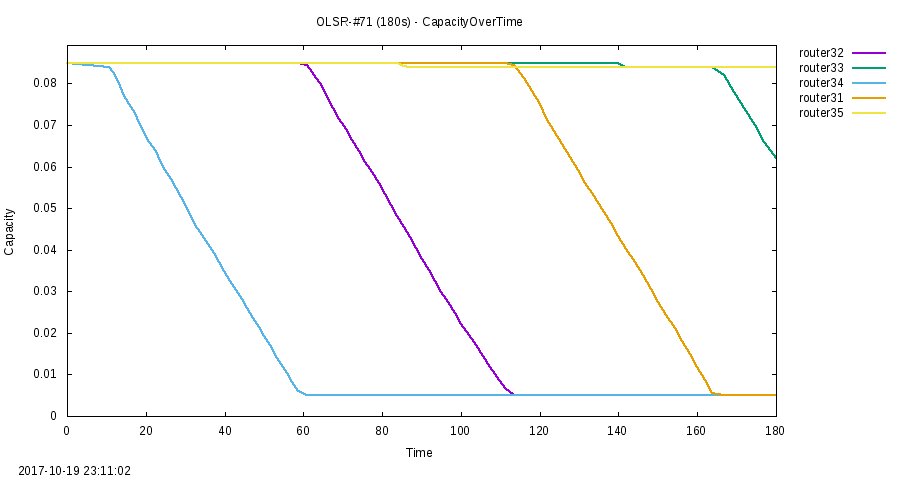 OLSR-#71 (180s) - CapacityOverTime
router32
router33
router34
router31
router35
0.08
0.07
0.06
0.05
0.04
0.03
0.02
0.01
0
Capacity
0 20 40 60 80 100 120 140 160 180
Time
2017-10-19 23:11:02